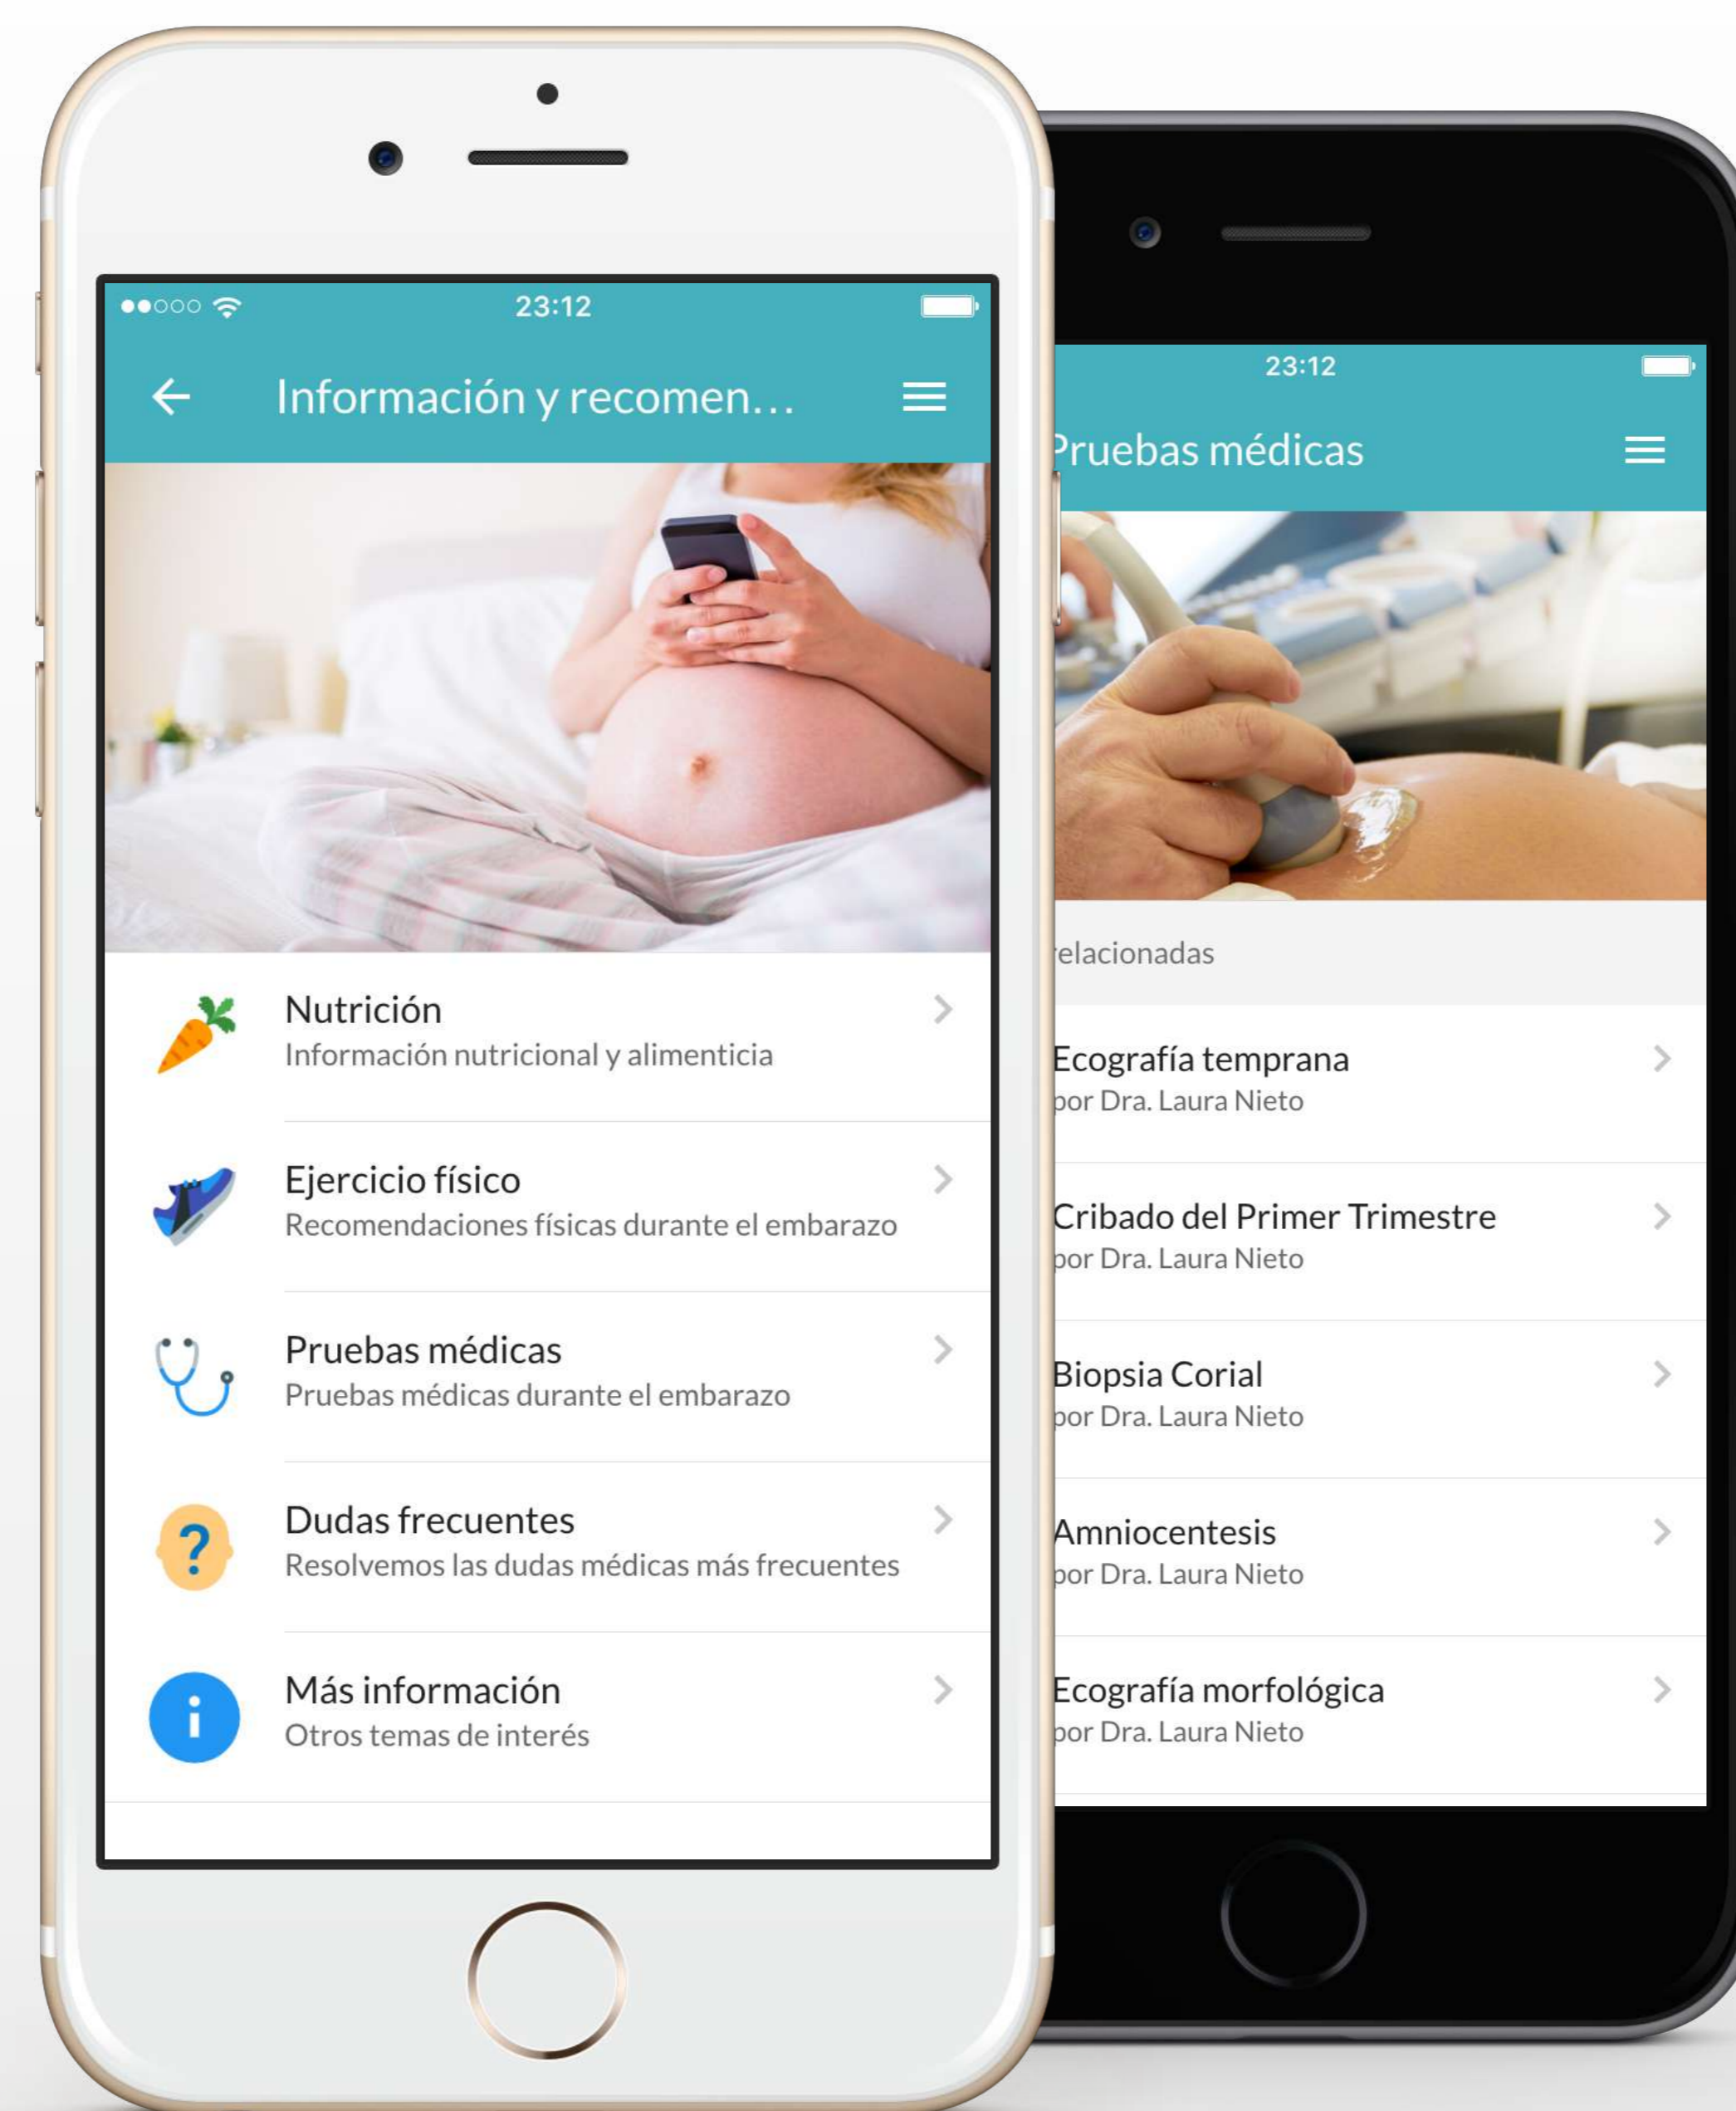 23:12
Información y recomen...
Nutrición
Información nutricional y alimenticia
Ejercicio físico
Recomendaciones físicas durante el embarazo
Pruebas médicas
Pruebas médicas durante el embarazo
Dudas frecuentes
Resolvemos las dudas médicas más frecuentes
Más información
Otros temas de interés
23:12
Pruebas médicas
elacionadas
Ecografía temprana
por Dra. Laura Nieto
Cribado del Primer Trimestre
por Dra. Laura Nieto
Biopsia Corial
por Dra. Laura Nieto
Amniocentesis
por Dra. Laura Nieto
Ecografía morfológica
por Dra. Laura Nieto